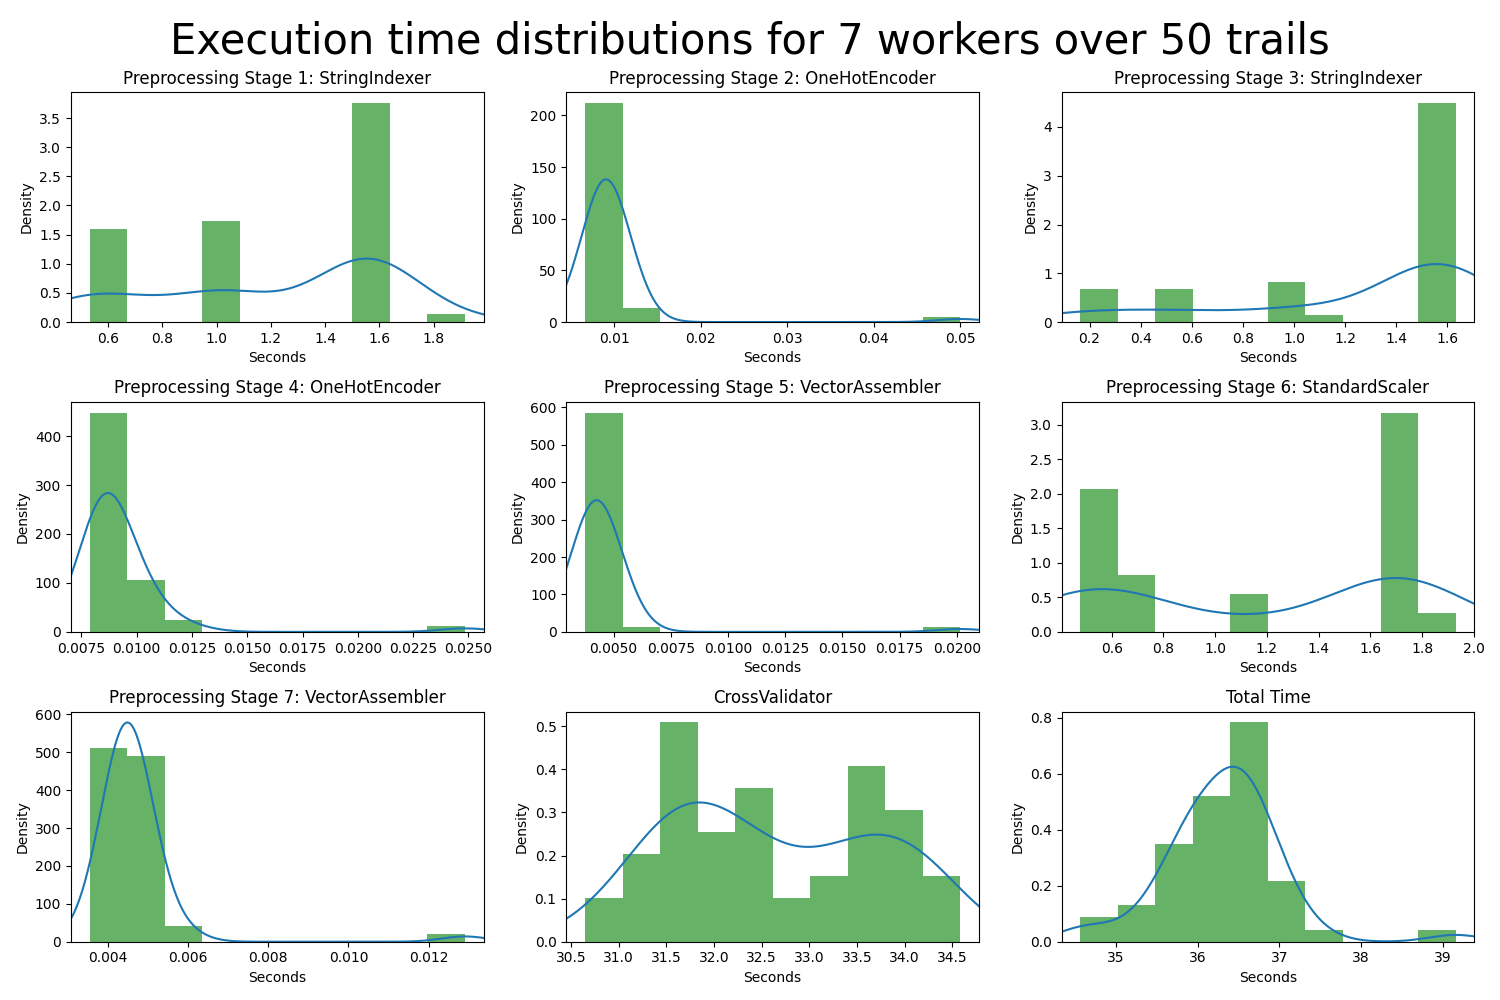 Execution time distributions for 7 workers over 50 trails
Preprocessing Stage 1: StringIndexer
Density
3.5
3.0
2.5
2.0
1.5
1.0
0.5
0.0
0.6 0.8 1.0 1.2 1.4 1.6 1.8
Seconds
Preprocessing Stage 2: OneHotEncoder
Density
200
150
100
50
0
0.01 0.02 0.03 0.04 0.05
Seconds
Preprocessing Stage 3: StringIndexer
Density
4
3
2
1
0
0.2 0.4 0.6 0.8 1.0 1.2 1.4 1.6
Seconds
Preprocessing Stage 4: OneHotEncoder
Density
400
300
200
100
0
0.0075 0.0100 0.0125 0.0150 0.0175 0.0200 0.0225 0.0250
Seconds
Preprocessing Stage 5: VectorAssembler
Density
600
500
400
300
200
100
0
0.0050 0.0075 0.0100 0.0125 0.0150 0.0175 0.0200
Seconds
Preprocessing Stage 6: StandardScaler
Density
3.0
2.5
2.0
1.5
1.0
0.5
0.0
0.6 0.8 1.0 1.2 1.4 1.6 1.8 2.0
Seconds
Preprocessing Stage 7: VectorAssembler
Density
600
500
400
300
200
100
0
0.004 0.006 0.008 0.010 0.012
Seconds
CrossValidator
Density
0.5
0.4
0.3
0.2
0.1
0.0
30.5 31.0 31.5 32.0 32.5 33.0 33.5 34.0 34.5
Seconds
Total Time
Density
0.8
0.6
0.4
0.2
0.0
35 36 37 38 39
Seconds